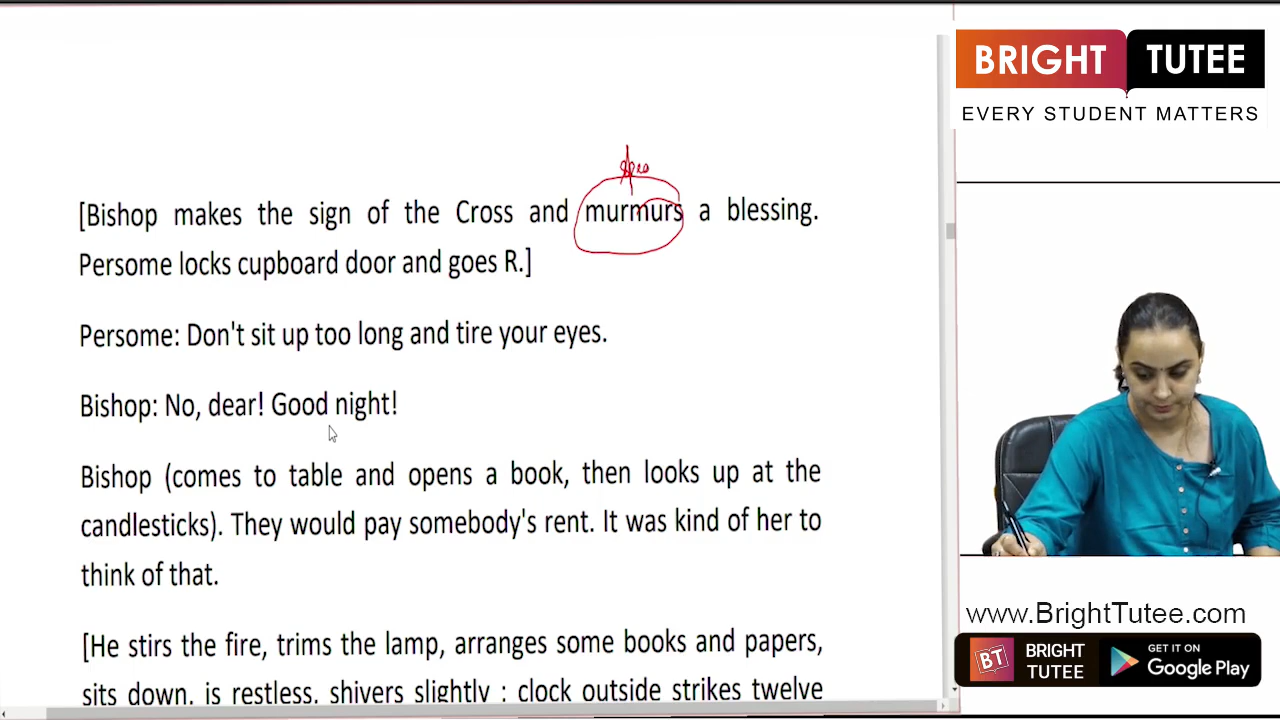 BRIGHT TUTEE
EVERY STUDENT MATTERS
[Bishop makes the sign of the Cross and murmurs a blessing.
Persome locks cupboard door and goes R.]
Persome: Don't sit up too long and tire your eyes.
Bishop: No, dear! Good night!
Bishop (comes to table and opens a book, then looks up at the
candlesticks). They would pay somebody's rent. It was kind of her to
think of that.
[He stirs the fire, trims the lamp, arranges some books and papers,
sits down, is restless, shivers slightly : clock outside strikes twelve
www.BrightTutee.com
BT
BRIGHT
TUTEE
GET IT ON
Google Play